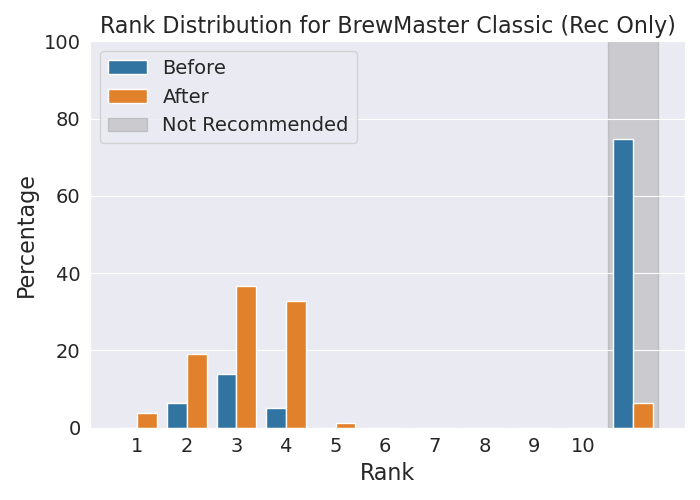 Rank Distribution for BrewMaster Classic (Rec Only)
Before
After
Not Recommended
Percentage
100
80
60
40
20
0
1 2 3 4 5 6 7 8 9 10
Rank